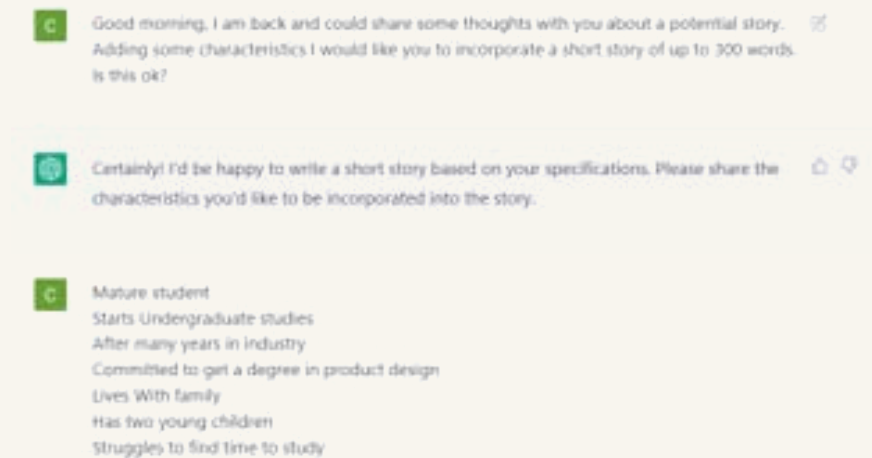 C
Good morning, I am back and could share some thoughts with you about a potential story.
Adding some characteristics I would like you to incorporate a short story of up to 300 words.
Is this ok?
Certainly! I'd be happy to write a short story based on your specifications. Please share the
characteristics you'd like to be incorporated into the story.
C
Mature student
Starts Undergraduate studies
After many years in industry
Committed to get a degree in product design
Lives With family
Has two young children
Struggles to find time to study